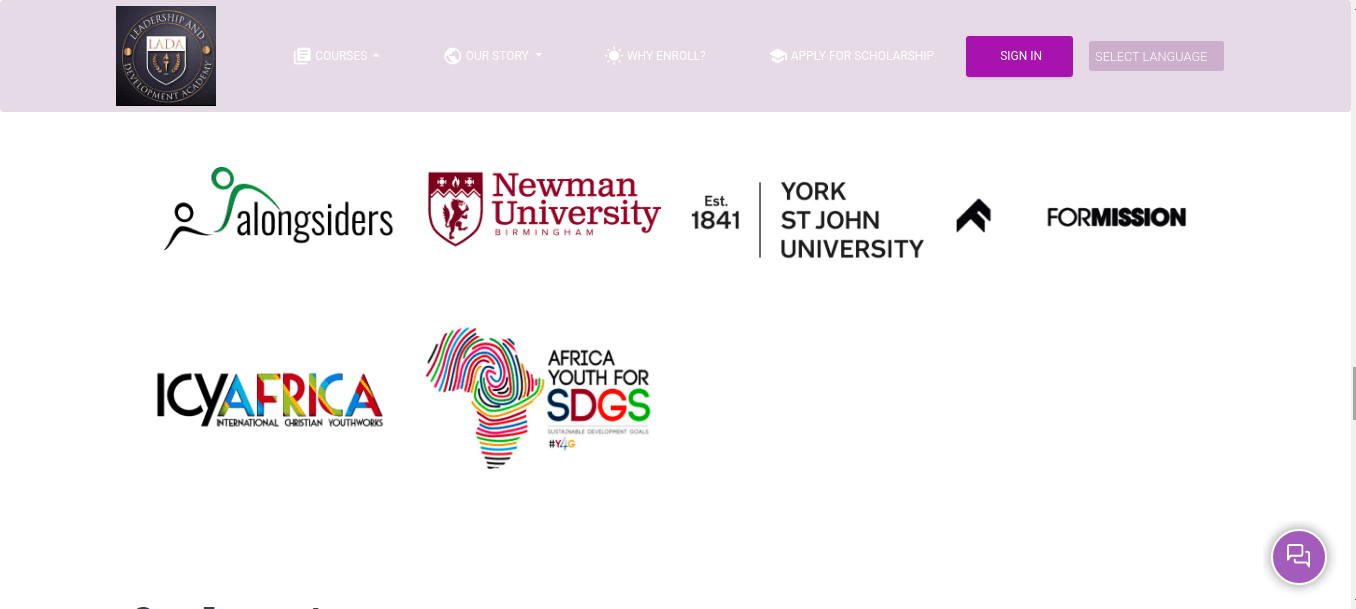 LEADERSHIP AND
LADA
DEVELOPMENT ACADEMY
COURSES
OUR STORY
WHY ENROLL?
APPLY FOR SCHOLARSHIP
SIGN IN
SELECT LANGUAGE
alongsiders
Newman
University
BIRMINGHAM
Est.
1841
YORK
ST JOHN
UNIVERSITY
FORMISSION
ICYAFRICA
INTERNATIONAL CHRISTIAN YOUTHWORKS
AFRICA
YOUTH FOR
SDGS
SUSTAINABLE DEVELOPMENT GOALS
#Y4G